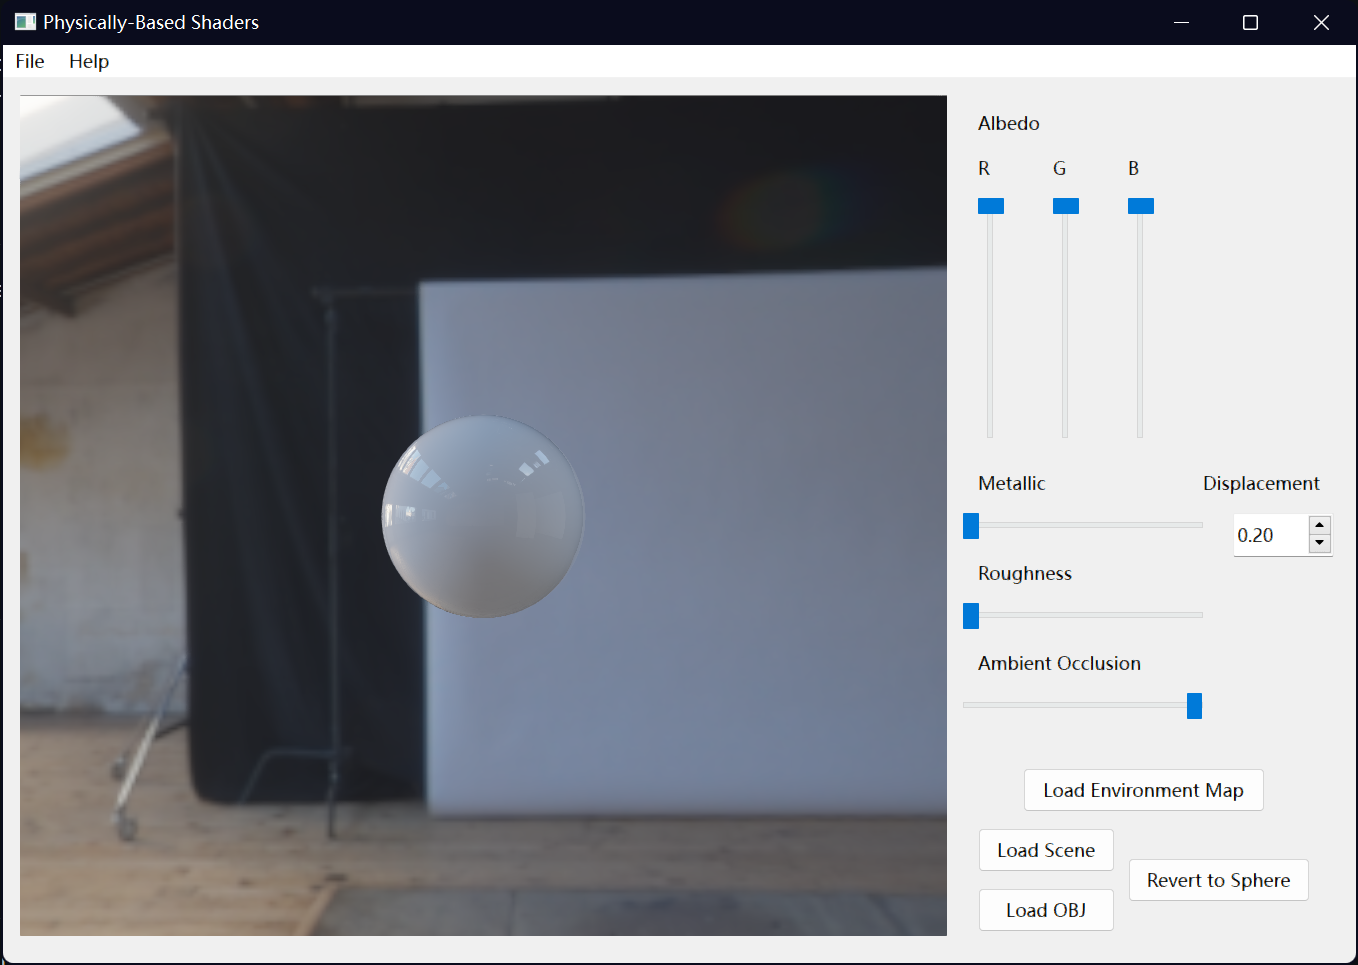 Physically-Based Shaders
File Help
Albedo
R G B
Metallic Displacement
0.20
Roughness
Ambient Occlusion
Load Environment Map
Load Scene
Revert to Sphere
Load OBJ